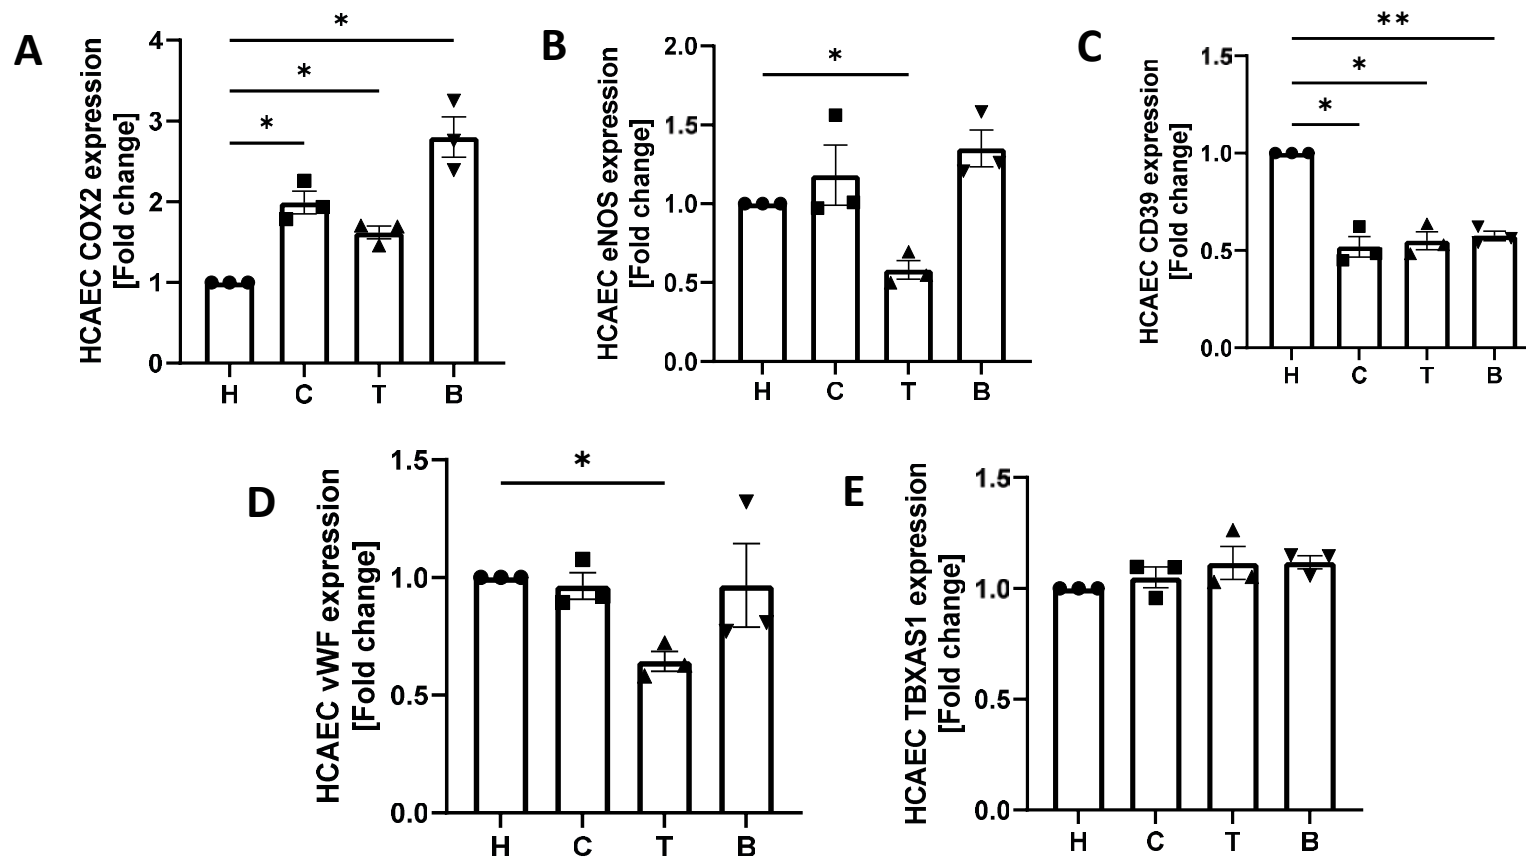 A
HCAEC COX2 expression
[Fold change]
4
3
2
1
0
*
*
*
H C T B
B
HCAEC eNOS expression
[Fold change]
2.0
1.5
1.0
0.5
0.0
*
H C T B
C
HCAEC CD39 expression
[Fold change]
1.5
1.0
0.5
0.0
**
*
*
H C T B
D
HCAEC vWF expression
[Fold change]
1.5
1.0
0.5
0.0
*
H C T B
E
HCAEC TBXAS1 expression
[Fold change]
1.5
1.0
0.5
0.0
H C T B